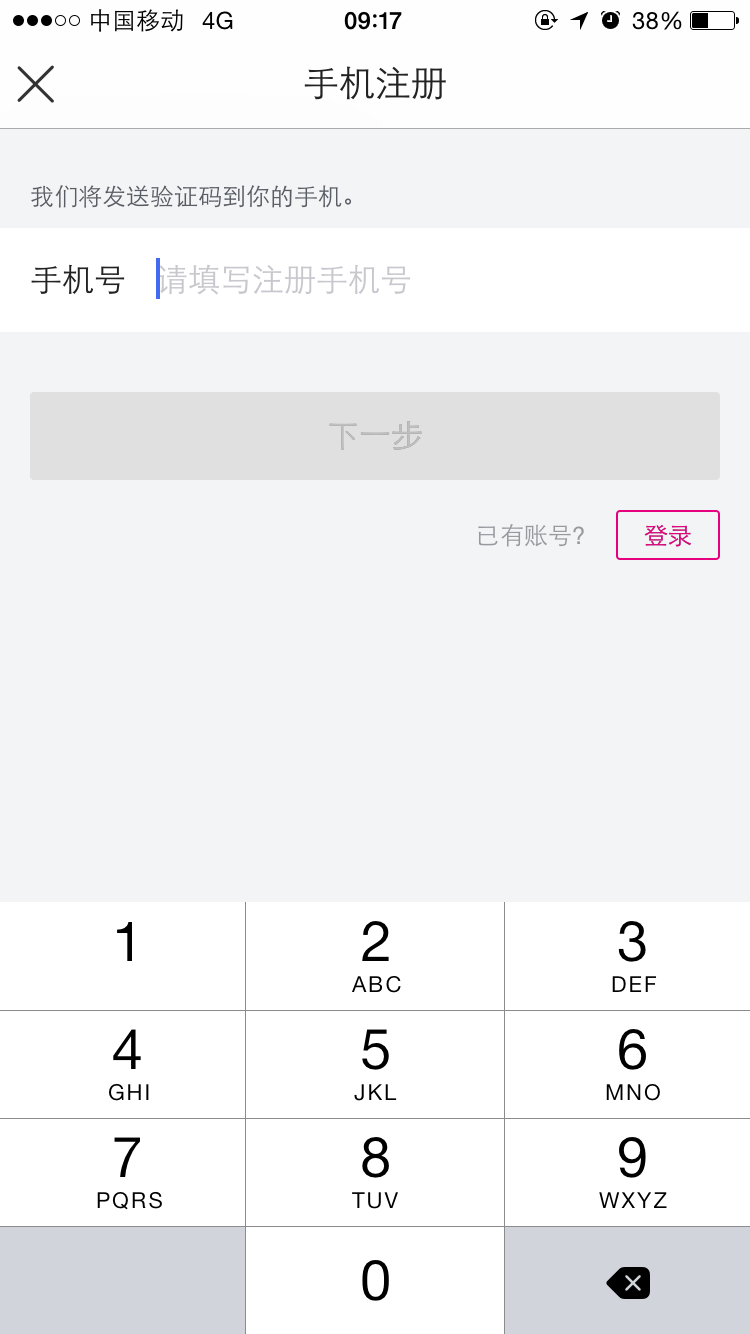 中国移动 4G 09:17 38%
手机注册
我们将发送验证码到你的手机。
手机号 请填写注册手机号
下一步
已有账号? 登录
1 2 3
ABC DEF
4 5 6
GHI JKL MNO
7 8 9
PQRS TUV WXYZ
0